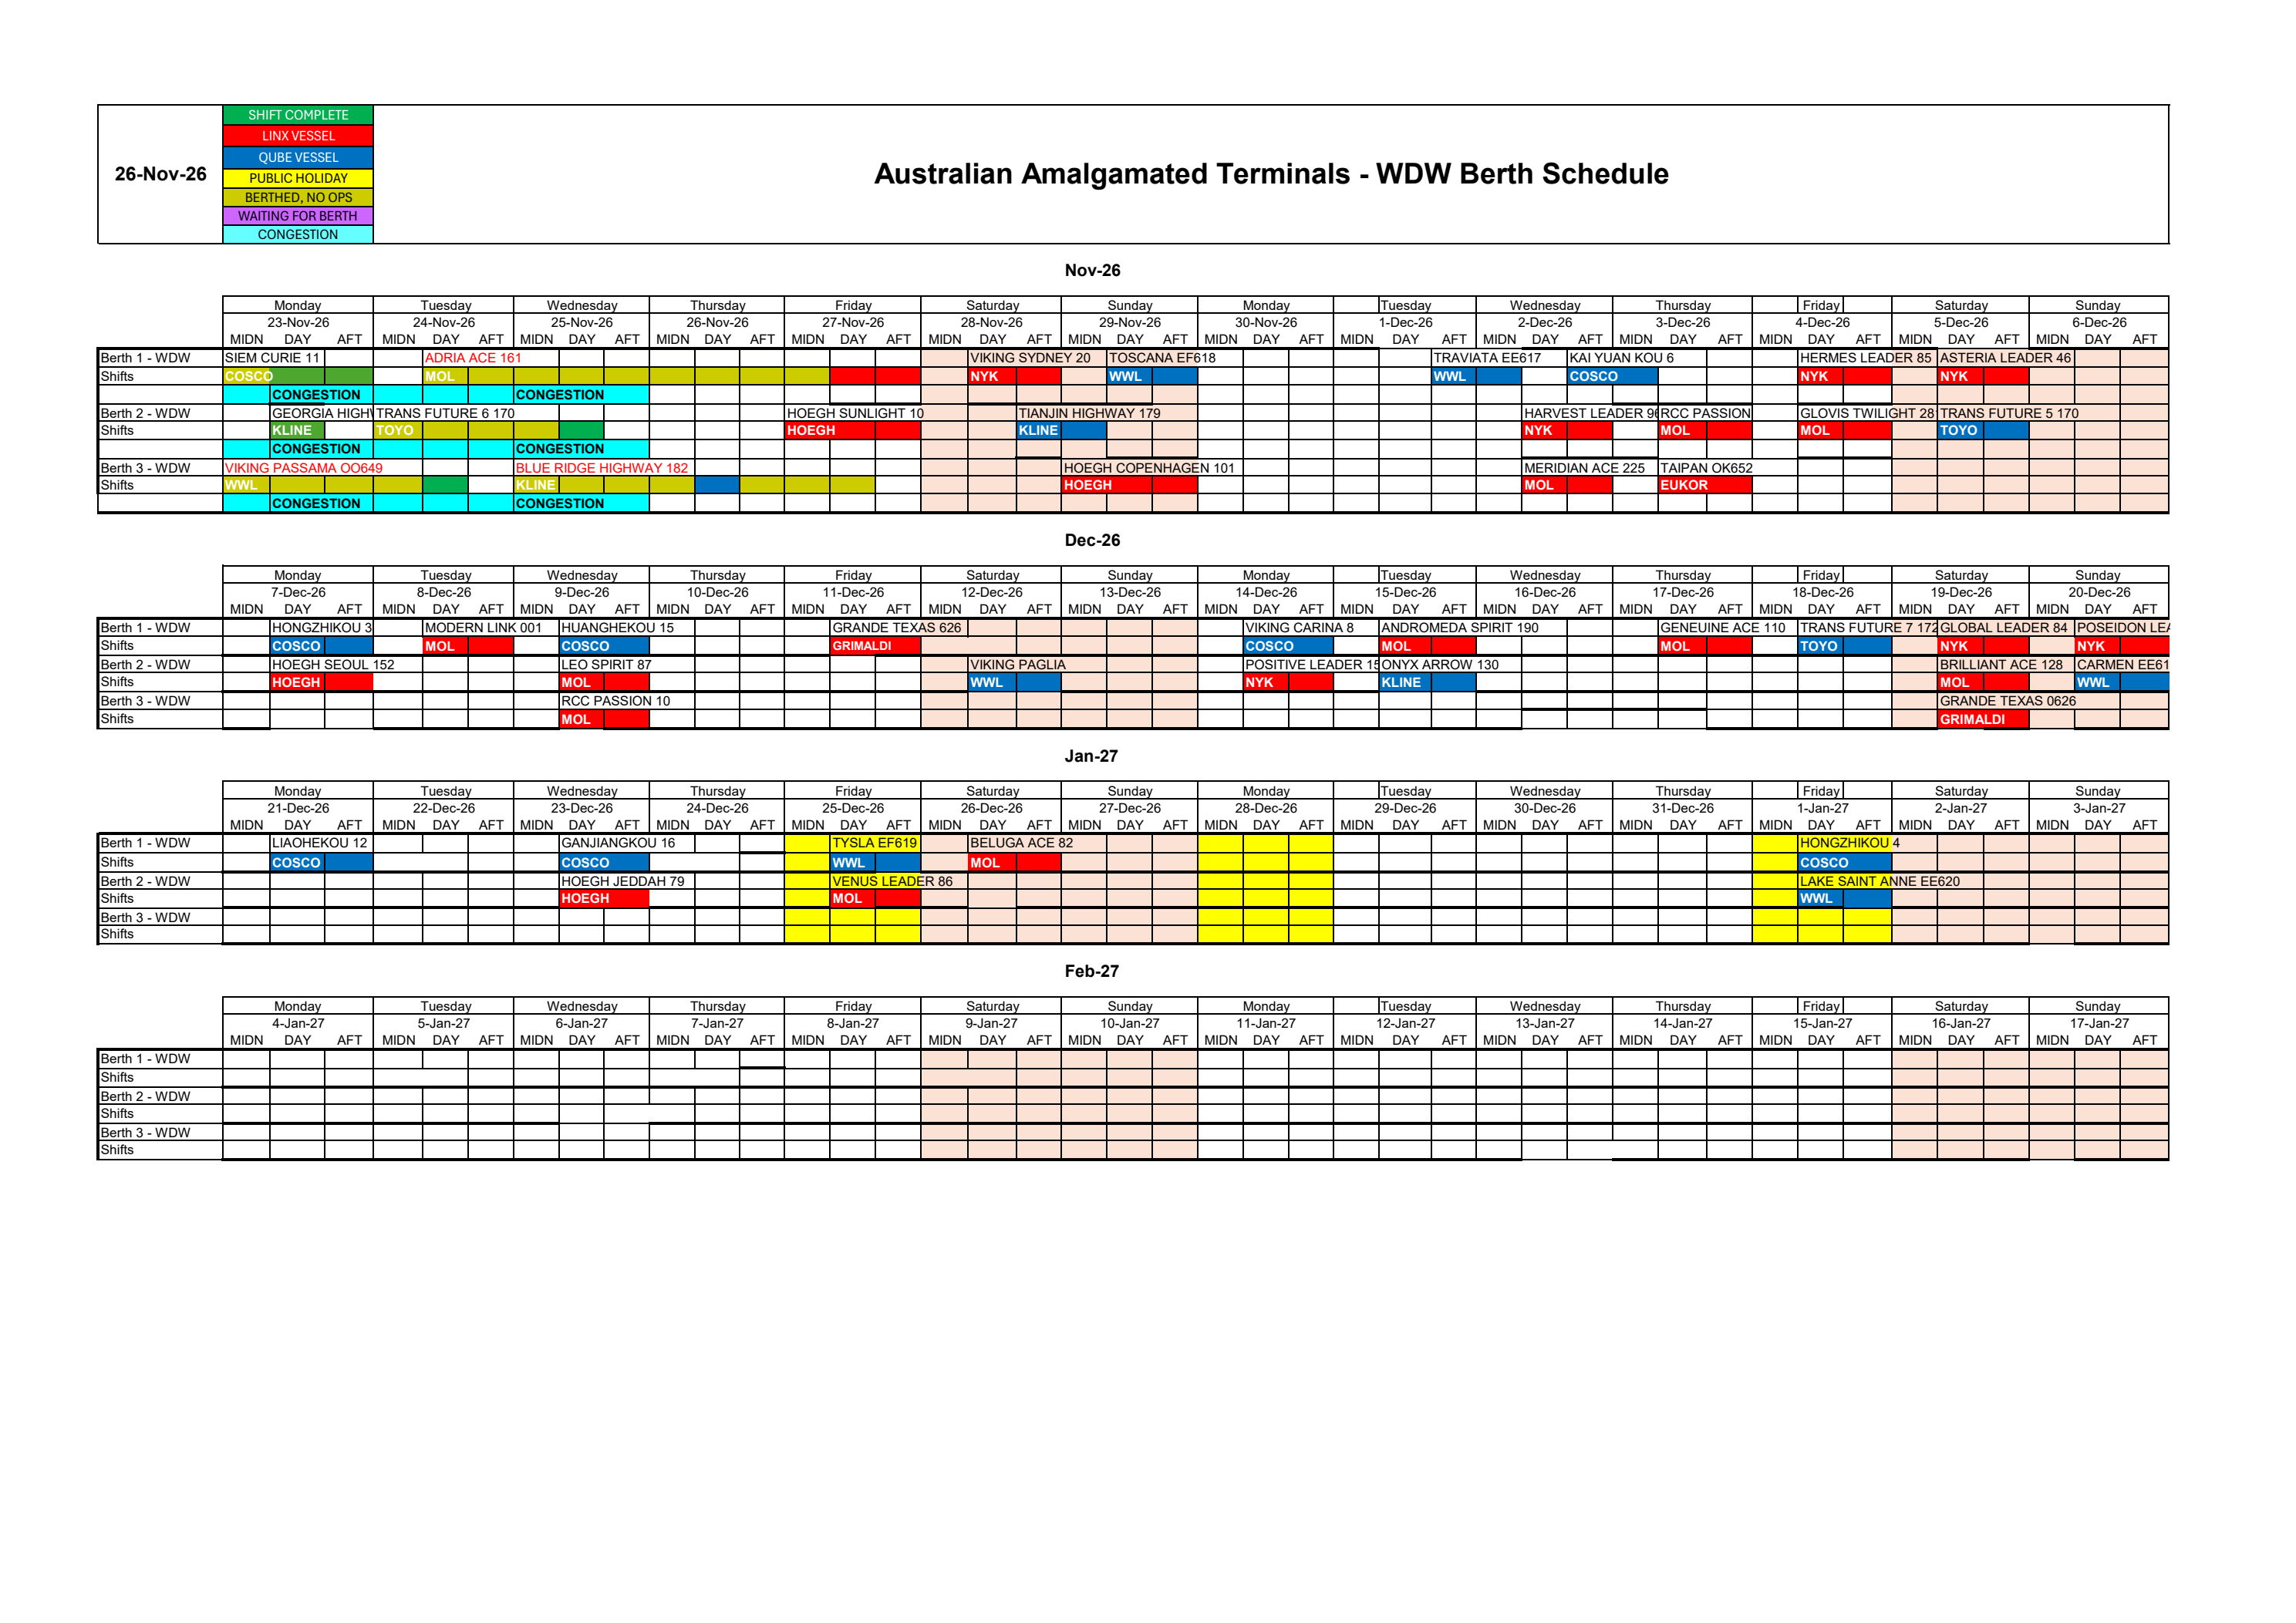 26-Nov-26
SHIFT COMPLETE
LINX VESSEL
QUBE VESSEL
PUBLIC HOLIDAY
BERTHED, NO OPS
WAITING FOR BERTH
CONGESTION
Australian Amalgamated Terminals - WDW Berth Schedule
Nov-26
Monday Tuesday Wednesday Thursday Friday Saturday Sunday Monday Tuesday Wednesday Thursday Friday Saturday Sunday
23-Nov-26 24-Nov-26 25-Nov-26 26-Nov-26 27-Nov-26 28-Nov-26 29-Nov-26 30-Nov-26 1-Dec-26 2-Dec-26 3-Dec-26 4-Dec-26 5-Dec-26 6-Dec-26
MIDN DAY AFT MIDN DAY AFT MIDN DAY AFT MIDN DAY AFT MIDN DAY AFT MIDN DAY AFT MIDN DAY AFT MIDN DAY AFT MIDN DAY AFT MIDN DAY AFT MIDN DAY AFT MIDN DAY AFT MIDN DAY AFT MIDN DAY AFT
Berth 1 - WDW SIEM CURIE 11 ADRIA ACE 161 VIKING SYDNEY 20 TOSCANA EF618 TRAVIATA EE617 KAI YUAN KOU 6 HERMES LEADER 85 ASTERIA LEADER 46
Shifts COSCO MOL NYK WWL WWL COSCO NYK NYK
CONGESTION CONGESTION
Berth 2 - WDW GEORGIA HIGH TRANS FUTURE 6 170 HOEGH SUNLIGHT 10 TIANJIN HIGHWAY 179 HARVEST LEADER 96 RCC PASSION GLOVIS TWILIGHT 28 TRANS FUTURE 5 170
Shifts KLINE TOYO HOEGH KLINE NYK MOL MOL TOYO
CONGESTION CONGESTION
Berth 3 - WDW VIKING PASSAMA OO649 BLUE RIDGE HIGHWAY 182 HOEGH COPENHAGEN 101 MERIDIAN ACE 225 TAIPAN OK652
Shifts WWL KLINE HOEGH MOL EUKOR
CONGESTION CONGESTION
Dec-26
Monday Tuesday Wednesday Thursday Friday Saturday Sunday Monday Tuesday Wednesday Thursday Friday Saturday Sunday
7-Dec-26 8-Dec-26 9-Dec-26 10-Dec-26 11-Dec-26 12-Dec-26 13-Dec-26 14-Dec-26 15-Dec-26 16-Dec-26 17-Dec-26 18-Dec-26 19-Dec-26 20-Dec-26
MIDN DAY AFT MIDN DAY AFT MIDN DAY AFT MIDN DAY AFT MIDN DAY AFT MIDN DAY AFT MIDN DAY AFT MIDN DAY AFT MIDN DAY AFT MIDN DAY AFT MIDN DAY AFT MIDN DAY AFT MIDN DAY AFT MIDN DAY AFT
Berth 1 - WDW HONGZHIKOU 3 MODERN LINK 001 HUANGHEKOU 15 GRANDE TEXAS 626 VIKING CARINA 8 ANDROMEDA SPIRIT 190 GENEUINE ACE 110 TRANS FUTURE 7 172 GLOBAL LEADER 84 POSEIDON LEA
Shifts COSCO MOL COSCO GRIMALDI COSCO MOL MOL TOYO NYK NYK
Berth 2 - WDW HOEGH SEOUL 152 LEO SPIRIT 87 VIKING PAGLIA POSITIVE LEADER 15 ONYX ARROW 130 BRILLIANT ACE 128 CARMEN EE61
Shifts HOEGH MOL WWL NYK KLINE MOL WWL
Berth 3 - WDW RCC PASSION 10 GRANDE TEXAS 0626
Shifts MOL GRIMALDI
Jan-27
Monday Tuesday Wednesday Thursday Friday Saturday Sunday Monday Tuesday Wednesday Thursday Friday Saturday Sunday
21-Dec-26 22-Dec-26 23-Dec-26 24-Dec-26 25-Dec-26 26-Dec-26 27-Dec-26 28-Dec-26 29-Dec-26 30-Dec-26 31-Dec-26 1-Jan-27 2-Jan-27 3-Jan-27
MIDN DAY AFT MIDN DAY AFT MIDN DAY AFT MIDN DAY AFT MIDN DAY AFT MIDN DAY AFT MIDN DAY AFT MIDN DAY AFT MIDN DAY AFT MIDN DAY AFT MIDN DAY AFT MIDN DAY AFT MIDN DAY AFT MIDN DAY AFT
Berth 1 - WDW LIAOHEKOU 12 GANJIANGKOU 16 TYSLA EF619 BELUGA ACE 82 HONGZHIKOU 4
Shifts COSCO COSCO WWL MOL COSCO
Berth 2 - WDW HOEGH JEDDAH 79 VENUS LEADER 86 LAKE SAINT ANNE EE620
Shifts HOEGH MOL WWL
Berth 3 - WDW
Shifts
Feb-27
Monday Tuesday Wednesday Thursday Friday Saturday Sunday Monday Tuesday Wednesday Thursday Friday Saturday Sunday
4-Jan-27 5-Jan-27 6-Jan-27 7-Jan-27 8-Jan-27 9-Jan-27 10-Jan-27 11-Jan-27 12-Jan-27 13-Jan-27 14-Jan-27 15-Jan-27 16-Jan-27 17-Jan-27
MIDN DAY AFT MIDN DAY AFT MIDN DAY AFT MIDN DAY AFT MIDN DAY AFT MIDN DAY AFT MIDN DAY AFT MIDN DAY AFT MIDN DAY AFT MIDN DAY AFT MIDN DAY AFT MIDN DAY AFT MIDN DAY AFT MIDN DAY AFT
Berth 1 - WDW
Shifts
Berth 2 - WDW
Shifts
Berth 3 - WDW
Shifts